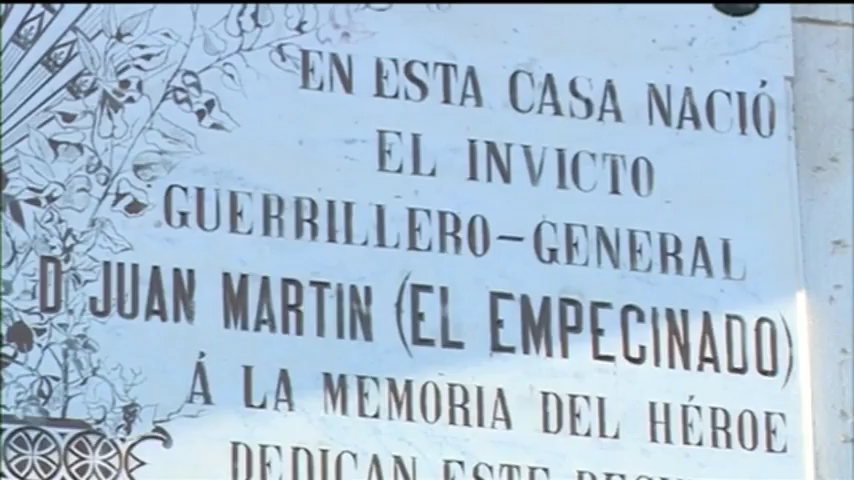 EN ESTA CASA NACIÓ
EL INVICTO
GUERRILLERO-GENERAL
D JUAN MARTIN (EL EMPECINADO)
Á LA MEMORIA DEL HÉROE
DEDICAN ESTE